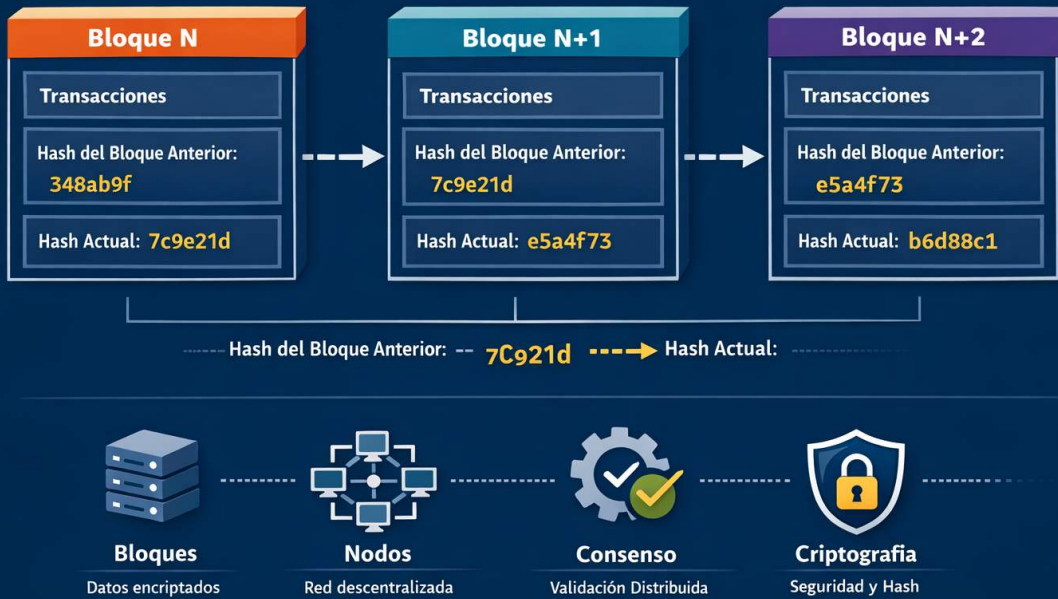 Bloque N
Transacciones
Hash del Bloque Anterior:
348ab9f
Hash Actual: 7c9e21d
Bloque N+1
Transacciones
Hash del Bloque Anterior:
7c9e21d
Hash Actual: e5a4f73
Bloque N+2
Transacciones
Hash del Bloque Anterior:
e5a4f73
Hash Actual: b6d88c1
Hash del Bloque Anterior: 7C921d Hash Actual:
Bloques
Datos encriptados
Nodos
Red descentralizada
Consenso
Validación Distribuida
Criptografia
Seguridad y Hash